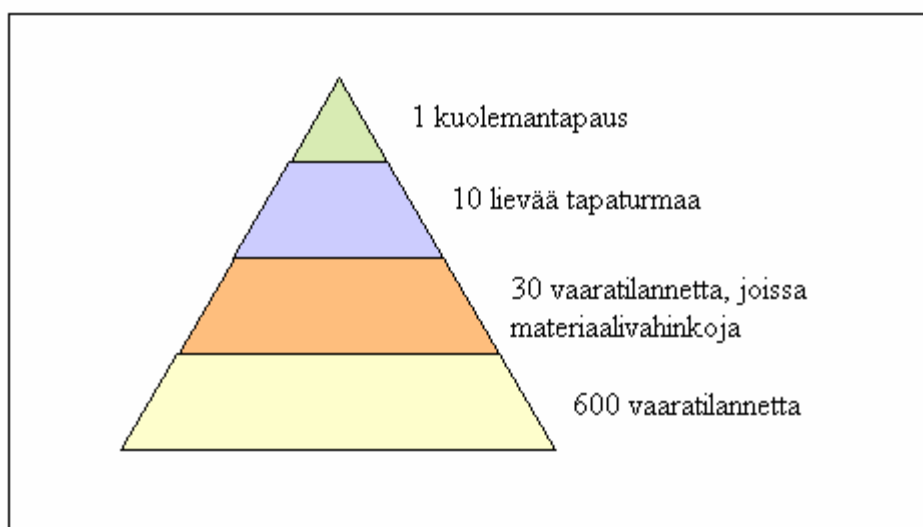 1 kuolemantapaus
10 lievää tapaturmaa
30 vaaratilannetta, joissa
materiaalivahinkoja
600 vaaratilannetta